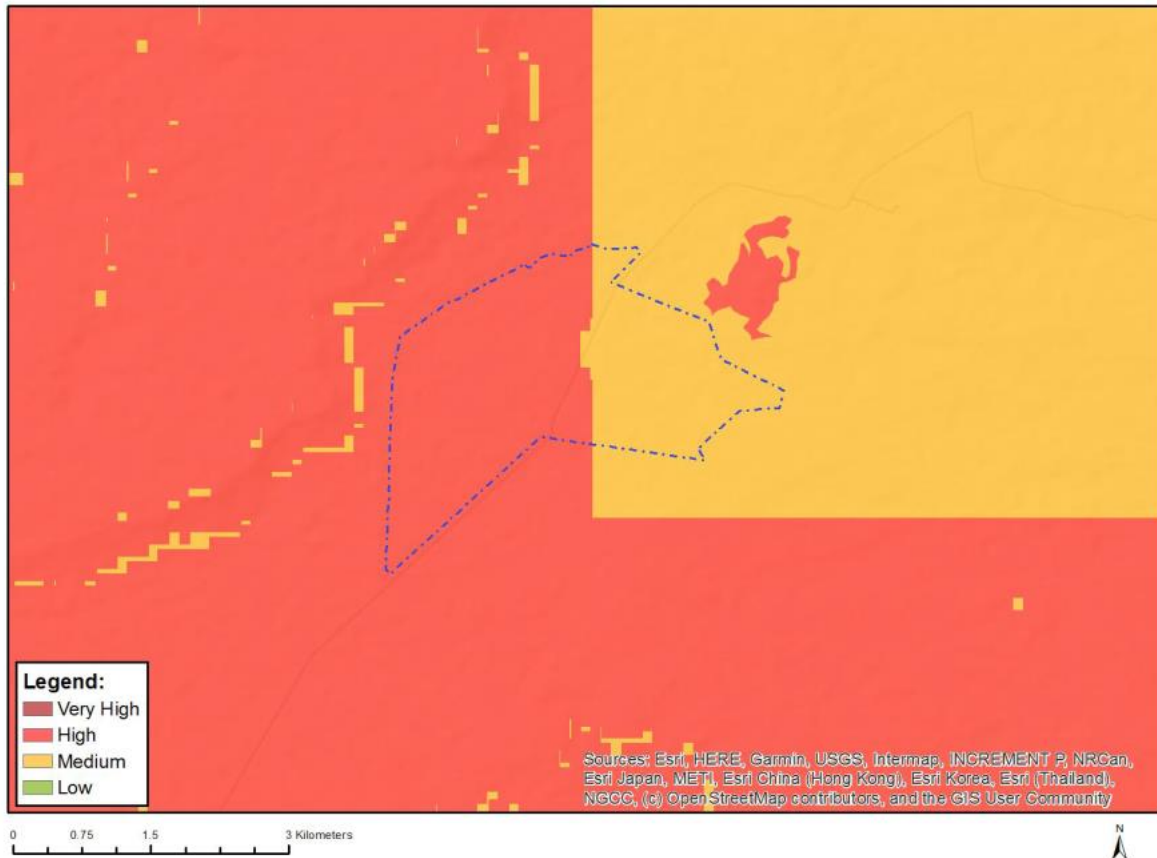 Legend:
Very High
High
Medium
Low
Sources: Esri, HERE, Garmin, USGS, Intermap, INCREMENT P, NRCan,
Esri Japan, METI, Esri China (Hong Kong), Esri Korea, Esri (Thailand),
NGCC, (c) OpenStreetMap contributors, and the GIS User Community
0 0.75 1.5 3 Kilometers
N